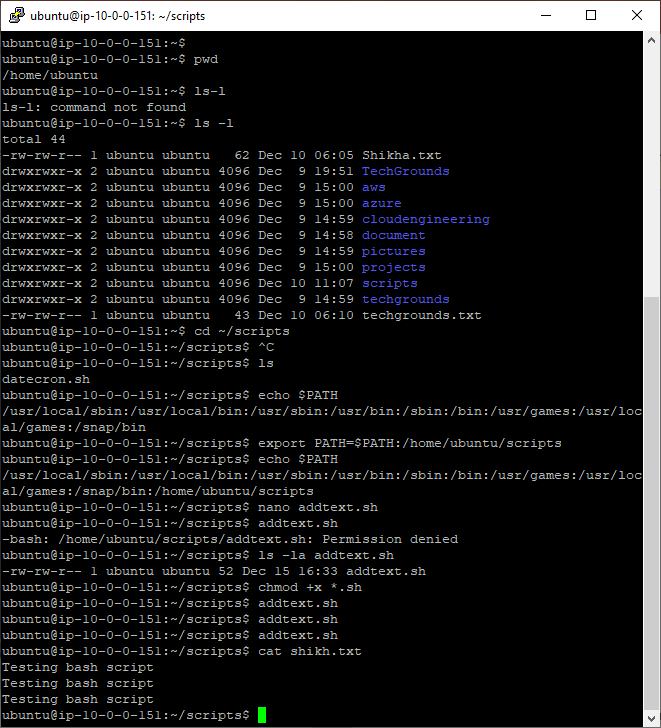 ubuntu@ip-10-0-0-151: ~/scripts
ubuntu@ip-10-0-0-151:~$
ubuntu@ip-10-0-0-151:~$ pwd
/home/ubuntu
ubuntu@ip-10-0-0-151:~$ ls-l
ls-l: command not found
ubuntu@ip-10-0-0-151:~$ ls -l
total 44
-rw-rw-r-- 1 ubuntu ubuntu   62 Dec 10 06:05 Shikha.txt
drwxrwxr-x 2 ubuntu ubuntu 4096 Dec  9 19:51 TechGrounds
drwxrwxr-x 2 ubuntu ubuntu 4096 Dec  9 15:00 aws
drwxrwxr-x 2 ubuntu ubuntu 4096 Dec  9 15:00 azure
drwxrwxr-x 2 ubuntu ubuntu 4096 Dec  9 14:59 cloudengineering
drwxrwxr-x 2 ubuntu ubuntu 4096 Dec  9 14:58 document
drwxrwxr-x 2 ubuntu ubuntu 4096 Dec  9 14:59 pictures
drwxrwxr-x 2 ubuntu ubuntu 4096 Dec  9 15:00 projects
drwxrwxr-x 2 ubuntu ubuntu 4096 Dec 10 11:07 scripts
drwxrwxr-x 2 ubuntu ubuntu 4096 Dec  9 14:59 techgrounds
-rw-rw-r-- 1 ubuntu ubuntu   43 Dec 10 06:10 techgrounds.txt
ubuntu@ip-10-0-0-151:~$ cd ~/scripts
ubuntu@ip-10-0-0-151:~/scripts$ ^C
ubuntu@ip-10-0-0-151:~/scripts$ ls
datecron.sh
ubuntu@ip-10-0-0-151:~/scripts$ echo $PATH
/usr/local/sbin:/usr/local/bin:/usr/sbin:/usr/bin:/sbin:/bin:/usr/games:/usr/loc
al/games:/snap/bin
ubuntu@ip-10-0-0-151:~/scripts$ export PATH=$PATH:/home/ubuntu/scripts
ubuntu@ip-10-0-0-151:~/scripts$ echo $PATH
/usr/local/sbin:/usr/local/bin:/usr/sbin:/usr/bin:/sbin:/bin:/usr/games:/usr/loc
al/games:/snap/bin:/home/ubuntu/scripts
ubuntu@ip-10-0-0-151:~/scripts$ nano addtext.sh
ubuntu@ip-10-0-0-151:~/scripts$ addtext.sh
-bash: /home/ubuntu/scripts/addtext.sh: Permission denied
ubuntu@ip-10-0-0-151:~/scripts$ ls -la addtext.sh
-rw-rw-r-- 1 ubuntu ubuntu 52 Dec 15 16:33 addtext.sh
ubuntu@ip-10-0-0-151:~/scripts$ chmod +x *.sh
ubuntu@ip-10-0-0-151:~/scripts$ addtext.sh
ubuntu@ip-10-0-0-151:~/scripts$ addtext.sh
ubuntu@ip-10-0-0-151:~/scripts$ addtext.sh
ubuntu@ip-10-0-0-151:~/scripts$ cat shikh.txt
Testing bash script
Testing bash script
Testing bash script
ubuntu@ip-10-0-0-151:~/scripts$